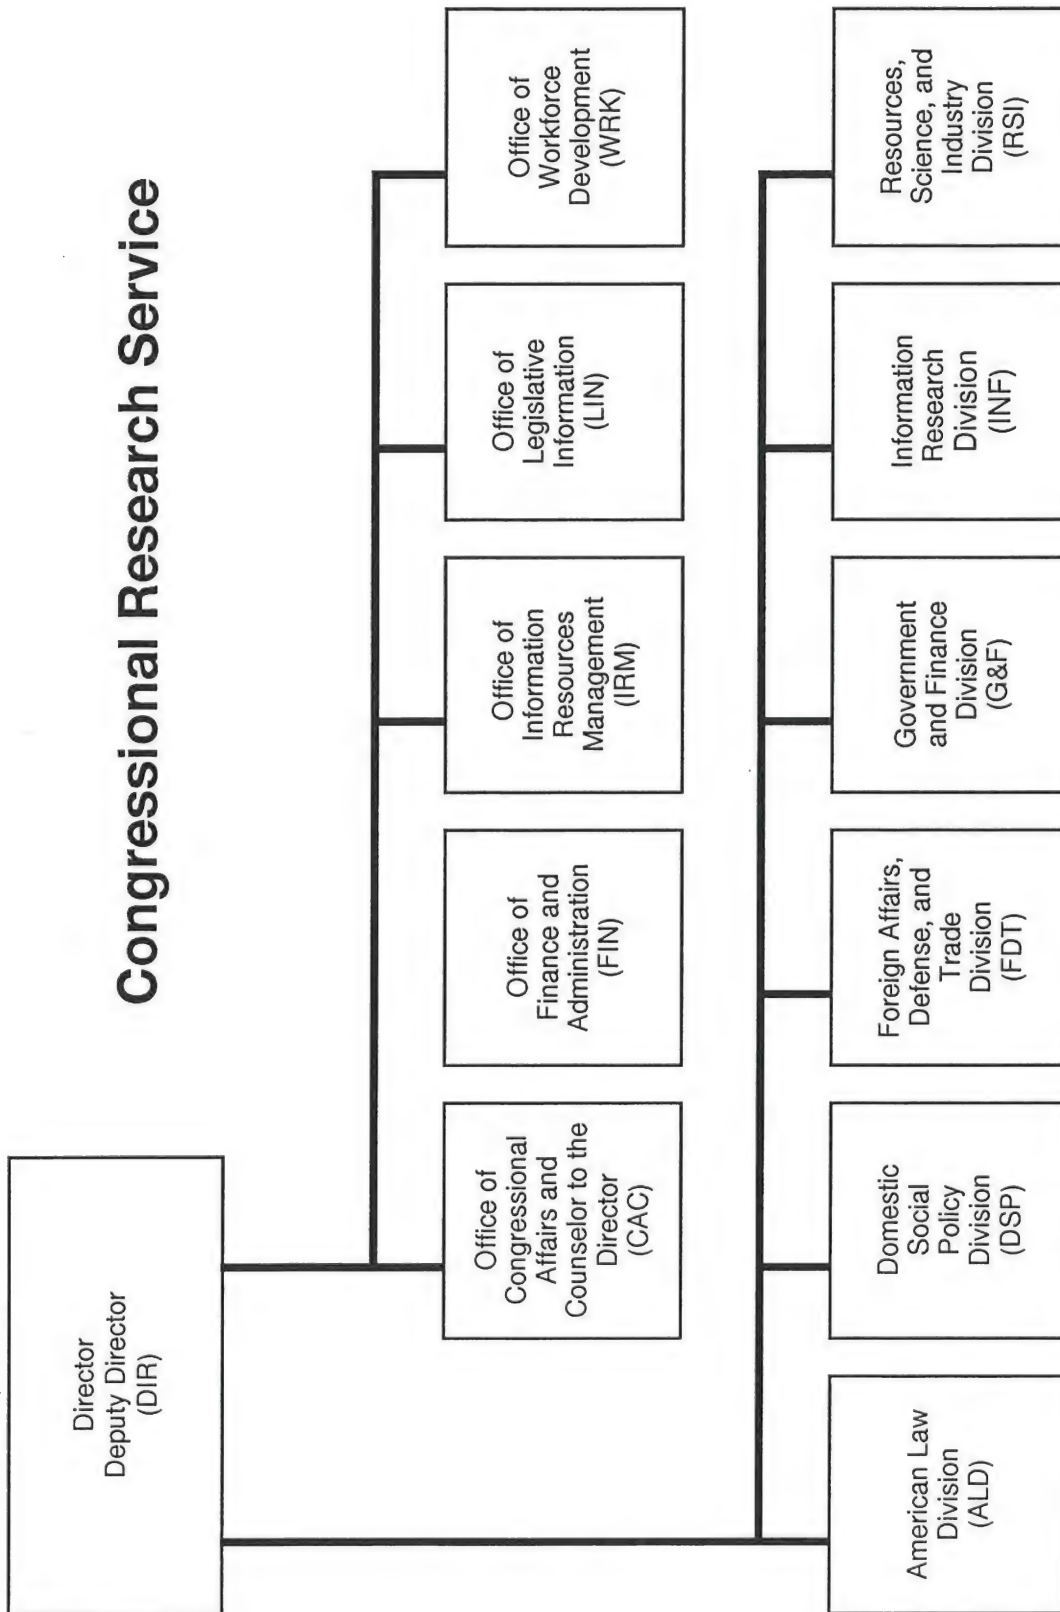 Congressional Research Service
Director
Deputy Director
(DIR)
Office of
Congressional
Affairs and
Counselor to the
Director
(CAC)
Office of
Finance and
Administration
(FIN)
Office of
Information
Resources
Management
(IRM)
Office of
Legislative
Information
(LIN)
Office of
Workforce
Development
(WRK)
American Law
Division
(ALD)
Domestic
Social
Policy
Division
(DSP)
Foreign Affairs,
Defense, and
Trade
Division
(FDT)
Government
and Finance
Division
(G&F)
Information
Research
Division
(INF)
Resources,
Science, and
Industry
Division
(RSI)